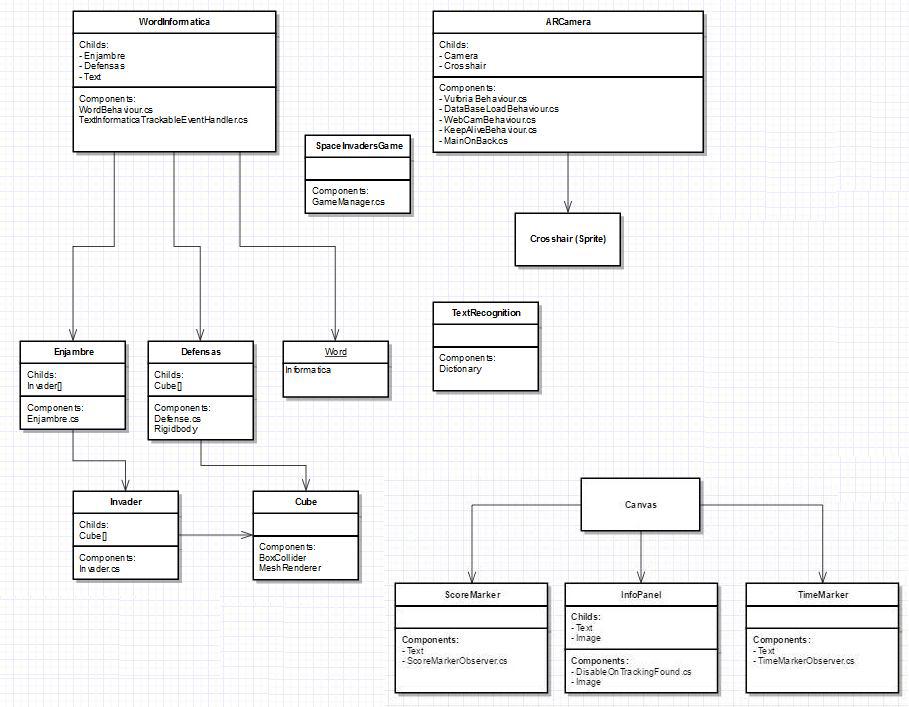 WordInformatica
Childs:
- Enjambre
- Defensas
- Text
Components:
WordBehaviour.cs
TextInformaticaTrackableEventHandler.cs
ARCamera
Childs:
- Camera
- Crosshair
Components:
- VuforiaBehaviour.cs
- DataBaseLoadBehaviour.cs
- WebCamBehaviour.cs
- KeepAliveBehaviour.cs
- MainOnBack.cs
SpaceInvadersGame
Components:
GameManager.cs
Crosshair (Sprite)
TextRecognition
Components:
Dictionary
Enjambre
Childs:
Invader[]
Components:
Enjambre.cs
Defensas
Childs:
Cube[]
Components:
Defense.cs
Rigidbody
Word
Informatica
Invader
Childs:
Cube[]
Components:
Invader.cs
Cube
Components:
BoxCollider
MeshRenderer
Canvas
ScoreMarker
Components:
- Text
- ScoreMarkerObserver.cs
InfoPanel
Childs:
- Text
- Image
Components:
- DisableOnTrackingFound.cs
- Image
TimeMarker
Components:
- Text
- TimeMarkerObserver.cs